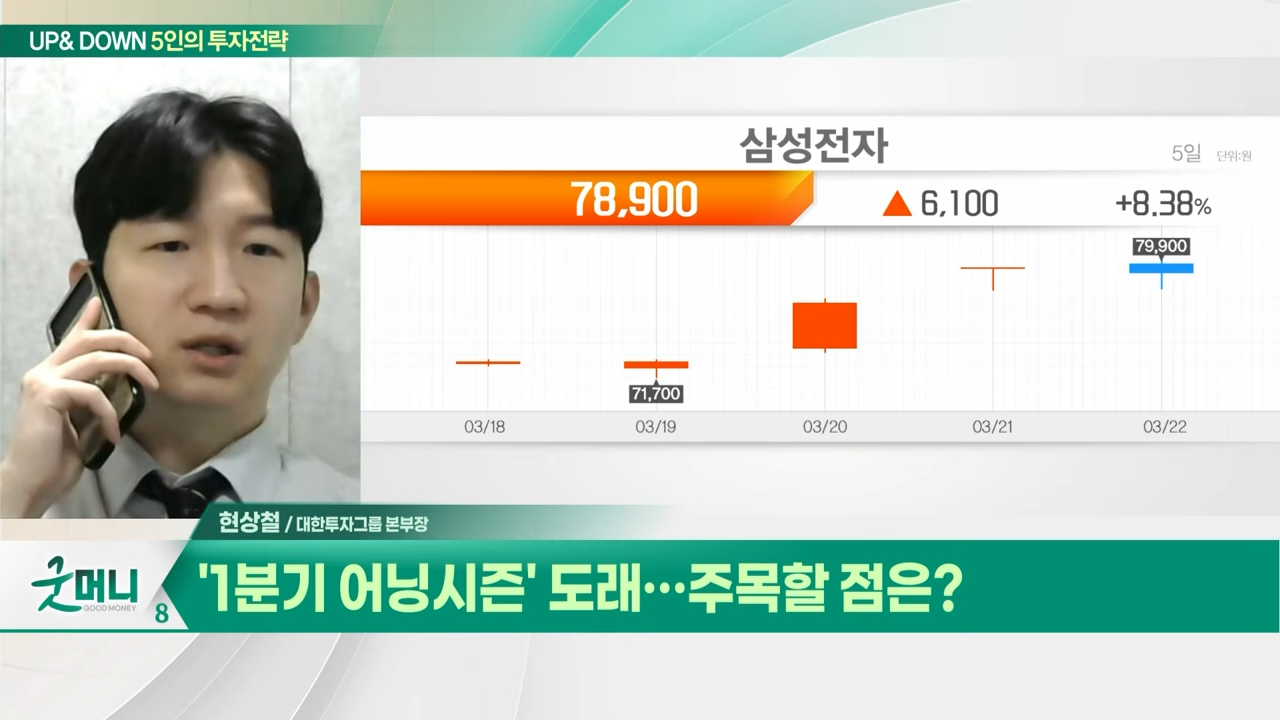 UP& DOWN 5인의 투자전략
삼성전자
5일 단위:원
78,900 ▲ 6,100 +8.38%
79,900
71,700
03/18 03/19 03/20 03/21 03/22
현상철 / 대한투자그룹 본부장
굿머니
GOOD MONEY
8
'1분기 어닝시즌' 도래…주목할 점은?